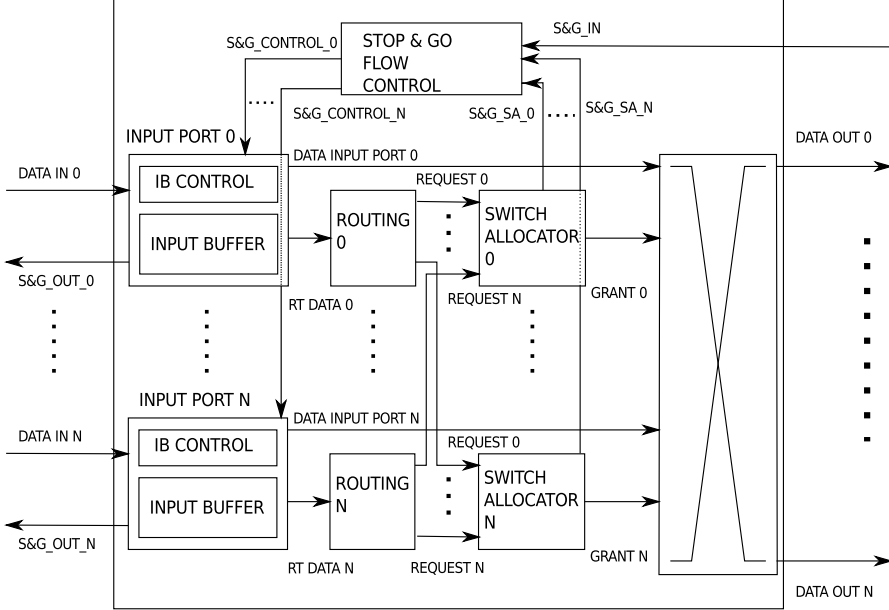 S&G_IN
S&G_CONTROL_0
STOP & GO
FLOW
CONTROL
S&G_CONTROL_N
S&G_SA_0
S&G_SA_N
INPUT PORT 0
DATA INPUT PORT 0
DATA OUT 0
DATA IN 0
IB CONTROL
REQUEST 0
ROUTING
0
SWITCH
ALLOCATOR
0
INPUT BUFFER
S&G_OUT_0
RT DATA 0
REQUEST N
GRANT 0
INPUT PORT N
DATA INPUT PORT N
DATA IN N
IB CONTROL
REQUEST 0
ROUTING
N
SWITCH
ALLOCATOR
N
INPUT BUFFER
S&G_OUT_N
RT DATA N
REQUEST N
GRANT N
DATA OUT N